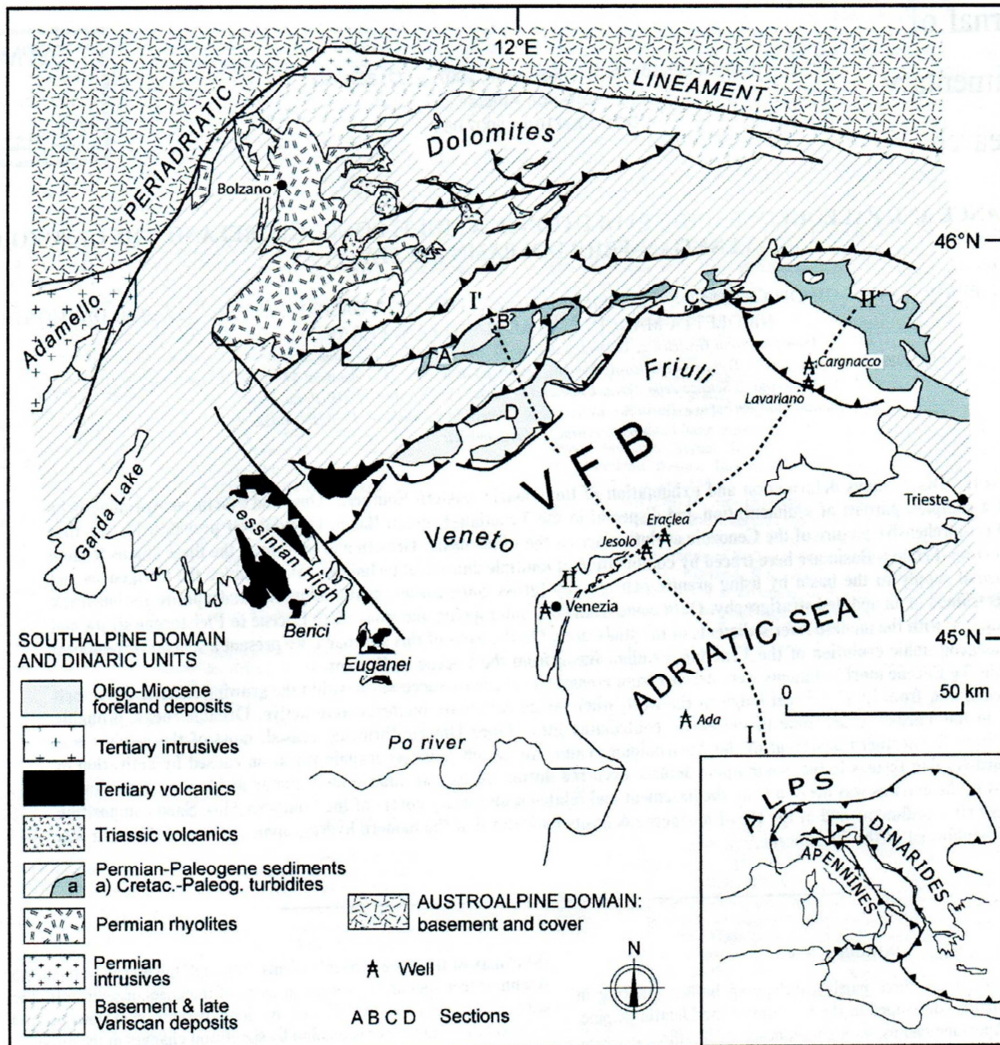 12°E
PERIADRIATIC
LINEAMENT
Dolomites
Bolzano
46°N
Adamello
I'
B
C
A
II'
Cargnacco
Lavariano
Friuli
D
VFB
Garda Lake
Lessinian High
Veneto
Eraclea
Jesolo
Trieste
II
Venezia
Berici
Euganei
ADRIATIC SEA
45°N
0 50 km
Ada
I
Po river
SOUTHALPINE DOMAIN
AND DINARIC UNITS
Oligo-Miocene
foreland deposits
Tertiary intrusives
Tertiary volcanics
Triassic volcanics
a
Permian-Paleogene sediments
a) Cretac.-Paleog. turbidites
Permian rhyolites
Permian
intrusives
Basement & late
Variscan deposits
AUSTROALPINE DOMAIN:
basement and cover
Well
A B C D Sections
N
ALPS
DINARIDES
APENNINES